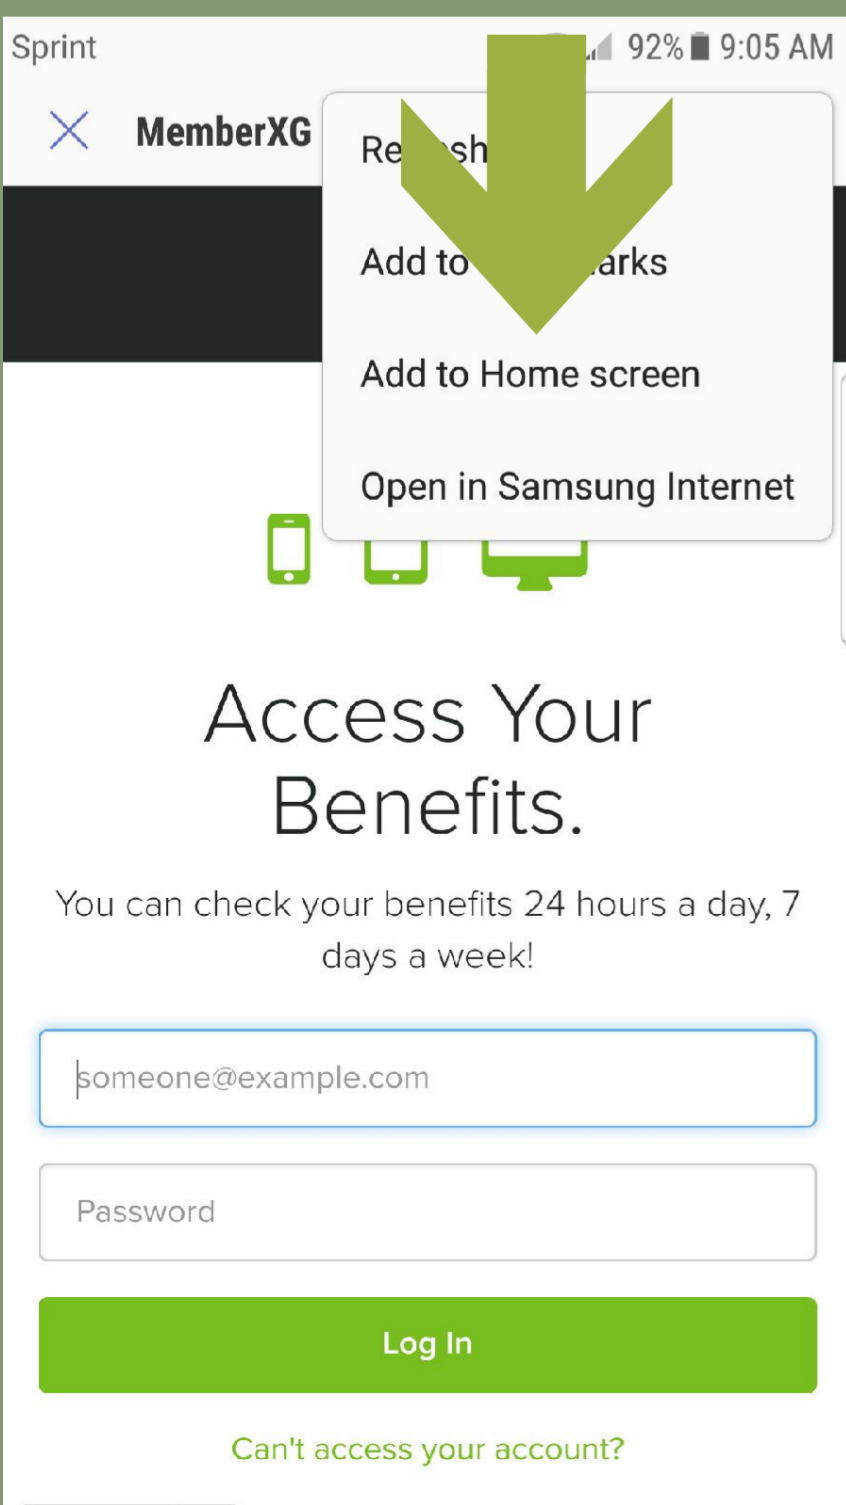 Sprint 92% 9:05 AM
MemberXG
Add to
Add to Home screen
Open in Samsung Internet
Access Your
Benefits.
You can check your benefits 24 hours a day, 7
days a week!
someone@example.com
Password
Log In
Can't access your account?